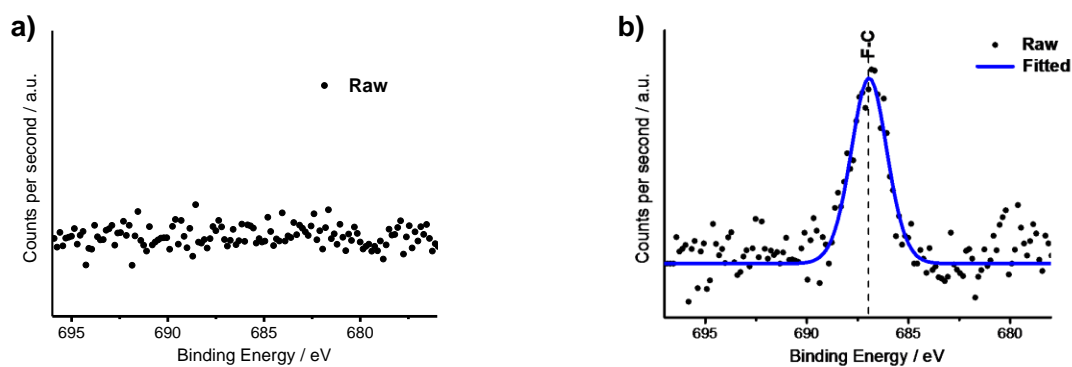 a)
Raw
Counts per second / a.u.
695 690 685 680
Binding Energy / eV
b)
F-C
Raw
Fitted
Counts per second / a.u.
695 690 685 680
Binding Energy / eV